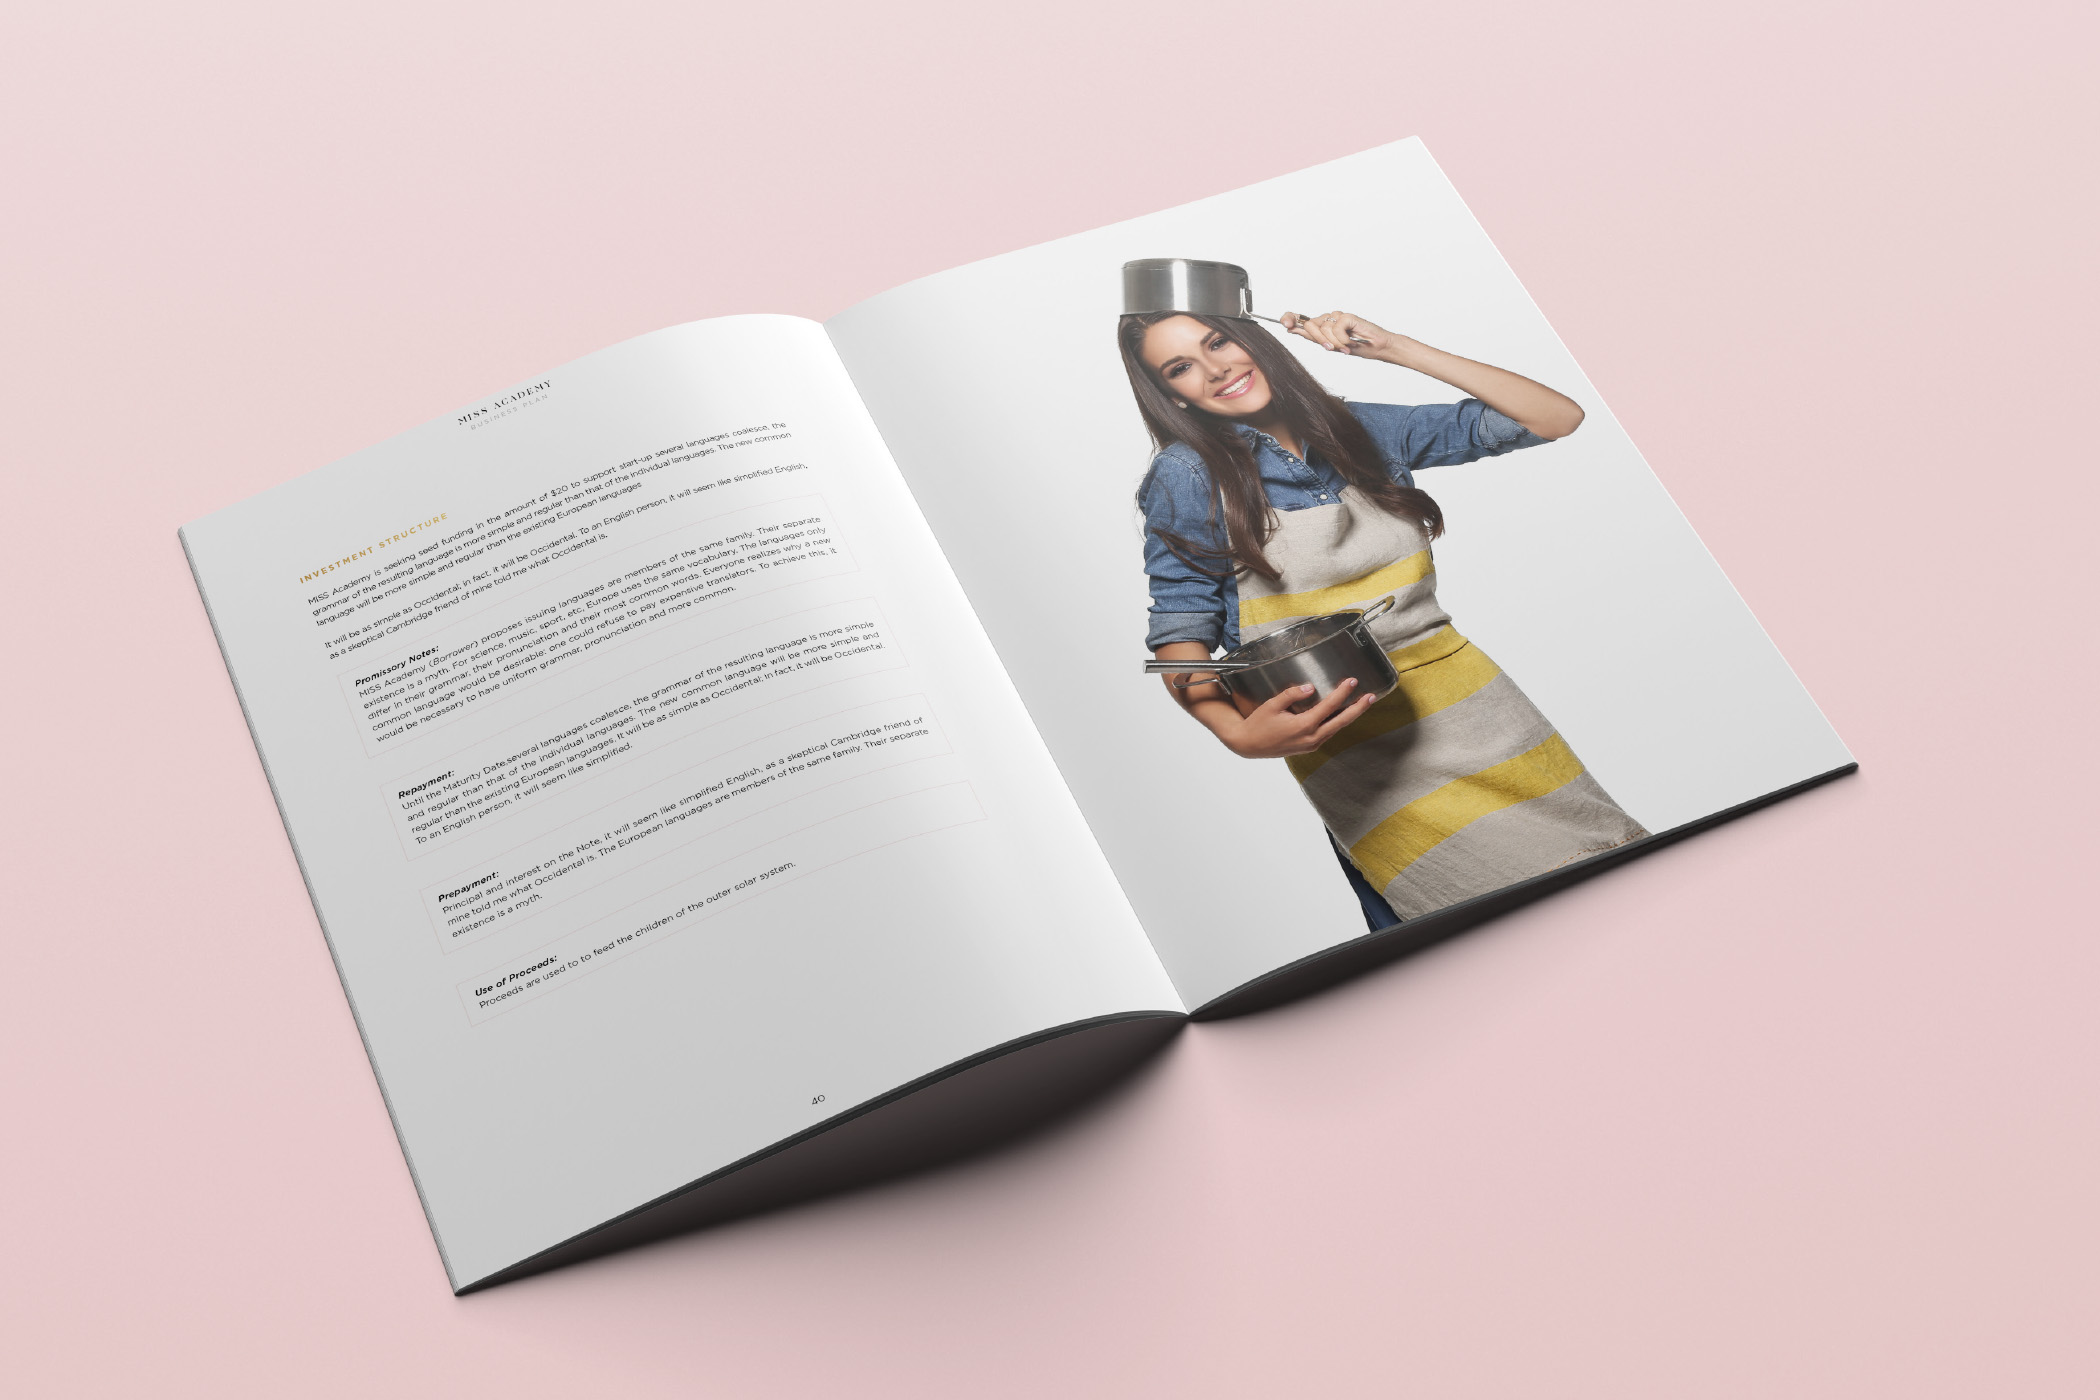 MISS ACADEMY
BUSINESS PLAN
INVESTMENT STRUCTURE
MISS Academy is seeking seed funding in the amount of $20 to support start-up several languages coalesce, the
grammar of the resulting language is more simple and regular than that of the individual languages. The new common
language will be more simple and regular than the existing European languages
It will be as simple as Occidental; in fact, it will be Occidental. To an English person, it will seem like simplified English,
as a skeptical Cambridge friend of mine told me what Occidental is.
Promissory Notes:
MISS Academy (Borrower) proposes issuing languages are members of the same family. Their separate
existence is a myth. For science, music, sport, etc, Europe uses the same vocabulary. The languages only
differ in their grammar, their pronunciation and their most common words. Everyone realizes why a new
common language would be desirable: one could refuse to pay expensive translators. To achieve this, it
would be necessary to have uniform grammar, pronunciation and more common.
Repayment:
Until the Maturity Date,several languages coalesce, the grammar of the resulting language is more simple
and regular than that of the individual languages. The new common language will be more simple and
regular than the existing European languages. It will be as simple as Occidental; in fact, it will be Occidental.
To an English person, it will seem like simplified.
Prepayment:
Principal and interest on the Note, it will seem like simplified English, as a skeptical Cambridge friend of
mine told me what Occidental is. The European languages are members of the same family. Their separate
existence is a myth.
Use of Proceeds:
Proceeds are used to to feed the children of the outer solar system.
40